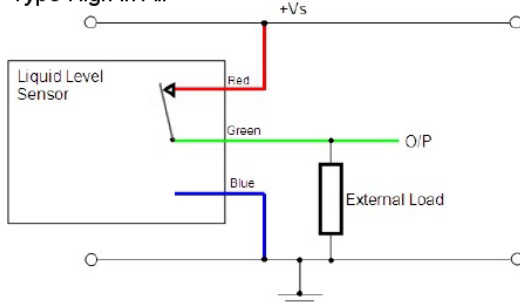 +Vs
Liquid Level
Sensor
Red
Green
O/P
Blue
External Load